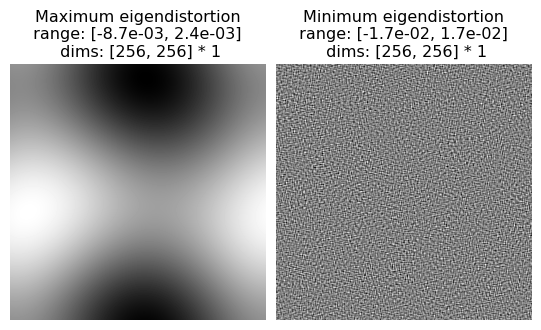 Maximum eigendistortion
range: [-8.7e-03, 2.4e-03]
dims: [256, 256] * 1
Minimum eigendistortion
range: [-1.7e-02, 1.7e-02]
dims: [256, 256] * 1